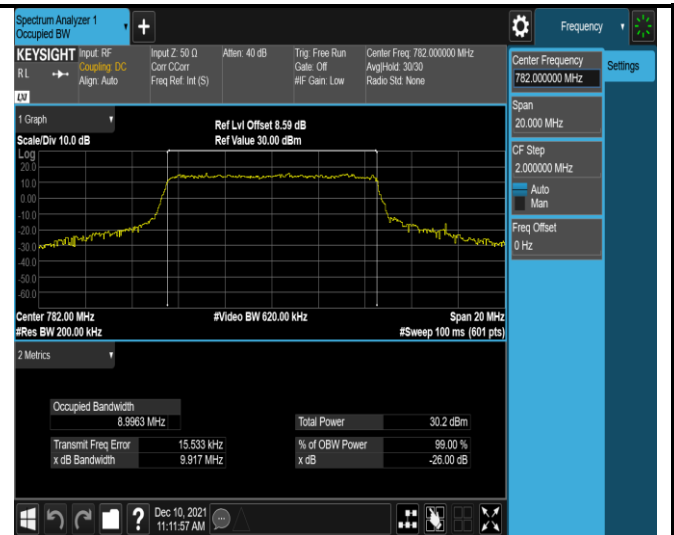 Spectrum Analyzer 1
Occupied BW
Frequency
KEYSIGHT
R L
LXI
Input: RF
Coupling: DC
Align: Auto
Input Z: 50 Ω
Corr CCorr
Freq Ref: Int (S)
Atten: 40 dB
Trig: Free Run
Gate: Off
#IF Gain: Low
Center Freq: 782.000000 MHz
Avg|Hold: 30/30
Radio Std: None
Center Frequency
782.000000 MHz
Settings
Span
20.000 MHz
CF Step
2.000000 MHz
Auto
Man
Freq Offset
0 Hz
1 Graph
Scale/Div 10.0 dB
Ref Lvl Offset 8.59 dB
Ref Value 30.00 dBm
Log
20.0
10.0
0.00
-10.0
-20.0
-30.0
-40.0
-50.0
-60.0
Center 782.00 MHz
#Video BW 620.00 kHz
Span 20 MHz
#Res BW 200.00 kHz
#Sweep 100 ms (601 pts)
2 Metrics
Occupied Bandwidth
8.9963 MHz
Total Power 30.2 dBm
Transmit Freq Error 15.533 kHz
% of OBW Power 99.00 %
x dB Bandwidth 9.917 MHz
x dB -26.00 dB
Dec 10, 2021
11:11:57 AM